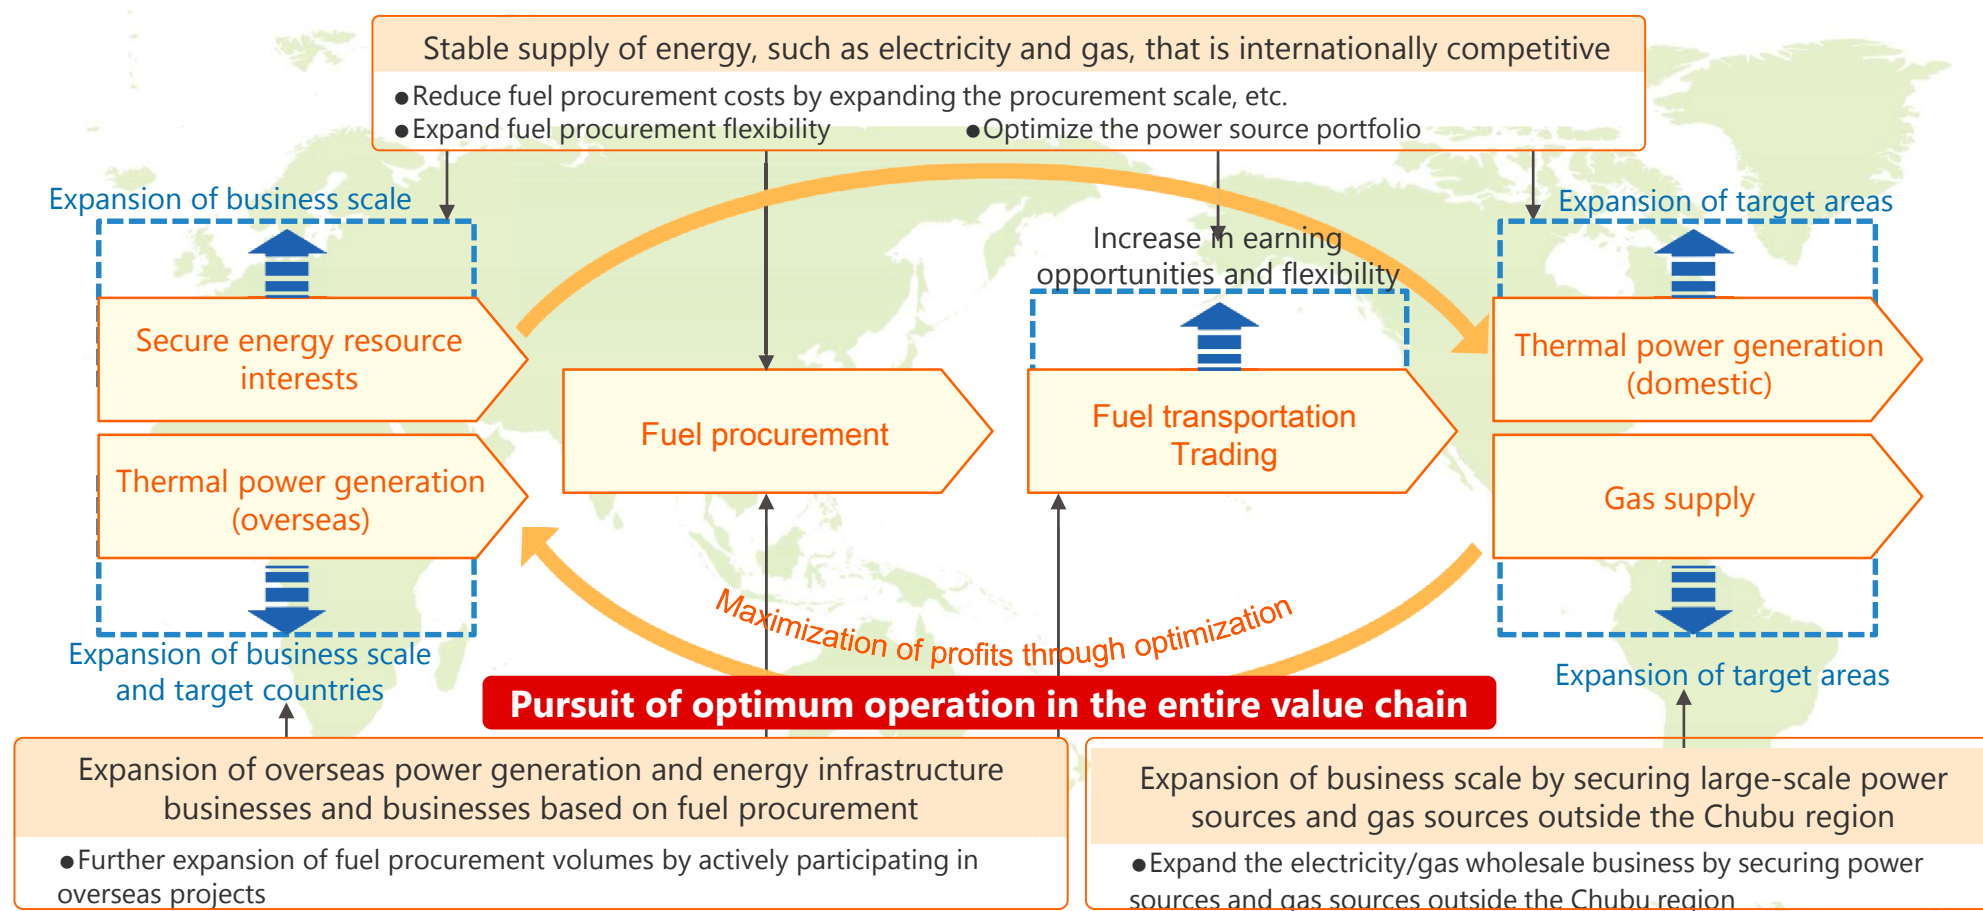 Stable supply of energy, such as electricity and gas, that is internationally competitive
●Reduce fuel procurement costs by expanding the procurement scale, etc.
●Expand fuel procurement flexibility ●Optimize the power source portfolio
Expansion of business scale
Expansion of target areas
Increase in earning
opportunities and flexibility
Secure energy resource
interests
Thermal power generation
(domestic)
Fuel procurement
Fuel transportation
Trading
Thermal power generation
(overseas)
Gas supply
Maximization of profits through optimization
Expansion of business scale
and target countries
Expansion of target areas
Pursuit of optimum operation in the entire value chain
Expansion of overseas power generation and energy infrastructure
businesses and businesses based on fuel procurement
●Further expansion of fuel procurement volumes by actively participating in
overseas projects
Expansion of business scale by securing large-scale power
sources and gas sources outside the Chubu region
●Expand the electricity/gas wholesale business by securing power
sources and gas sources outside the Chubu region